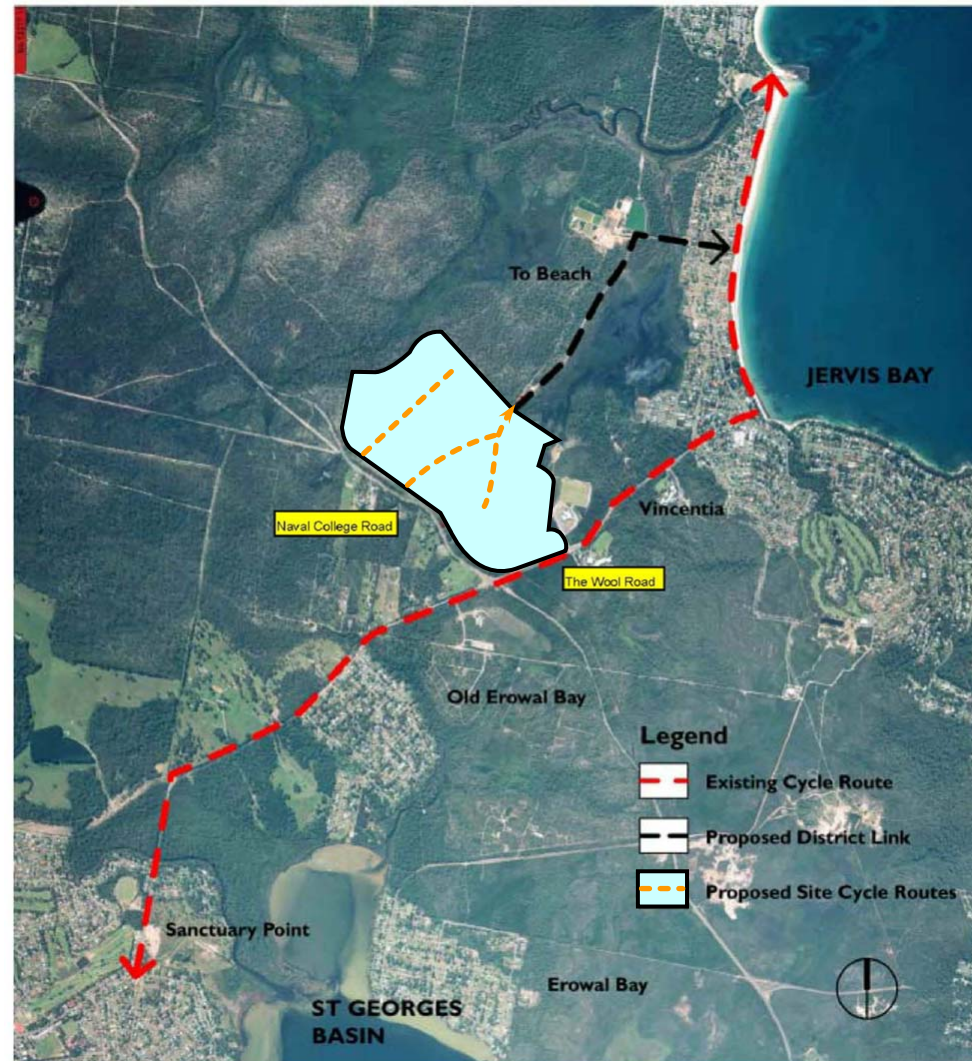 To Beach
JERVIS BAY
Naval College Road
Vincentia
The Wool Road
Old Erowal Bay
Legend
Existing Cycle Route
Proposed District Link
Proposed Site Cycle Routes
Sanctuary Point
Erowal Bay
ST GEORGES
BASIN